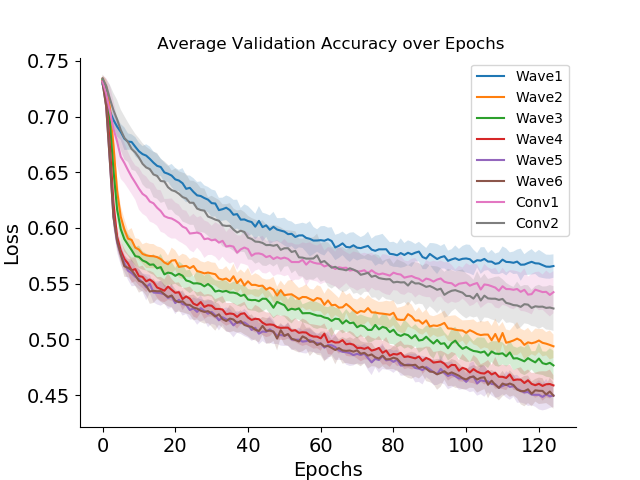 Average Validation Accuracy over Epochs
Loss
0.75
0.70
0.65
0.60
0.55
0.50
0.45
Wave1
Wave2
Wave3
Wave4
Wave5
Wave6
Conv1
Conv2
0 20 40 60 80 100 120
Epochs